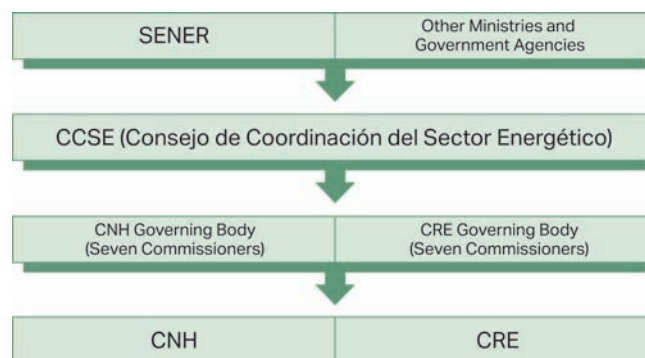 SENER
Other Ministries and
Government Agencies
CCSE (Consejo de Coordinación del Sector Energético)
CNH Governing Body
(Seven Commissioners)
CRE Governing Body
(Seven Commissioners)
CNH
CRE